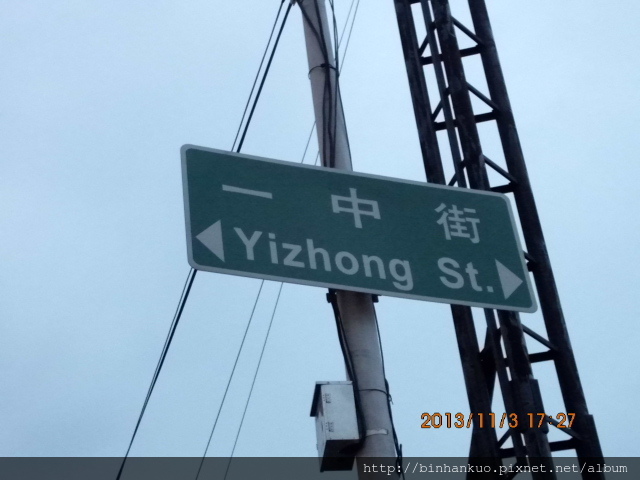 一中街
Yizhong St.
2013/11/3 17:27
http://binhankuo.pixnet.net/album